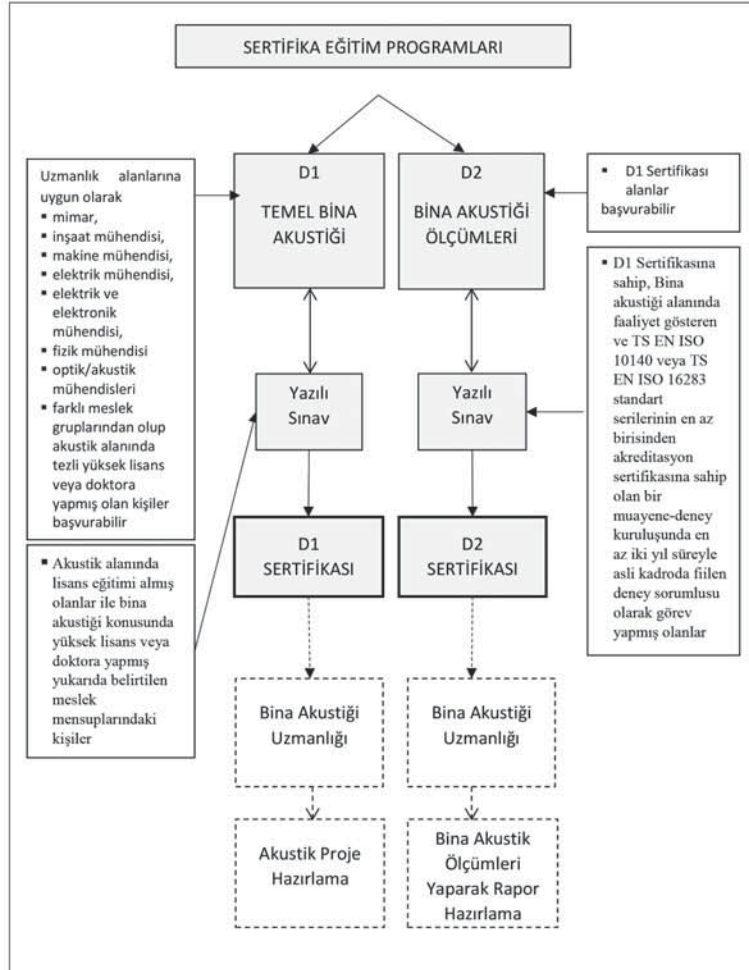 SERTİFİKA EĞİTİM PROGRAMLARI
D1
TEMEL BİNA
AKUSTİĞİ
D2
BİNA AKUSTİĞİ
ÖLÇÜMLERİ
Uzmanlık alanlarına
uygun olarak
▪ mimar,
▪ inşaat mühendisi,
▪ makine mühendisi,
▪ elektrik mühendisi,
▪ elektrik ve
elektronik
mühendisi,
▪ fizik mühendisi
▪ optik/akustik
mühendisleri
▪ farklı meslek
gruplarından olup
akustik alanında
tezli yüksek lisans
veya doktora
yapmış olan kişiler
başvurabilir
▪ D1 Sertifikası
alanlar
başvurabilir
▪ D1 Sertifikasına
sahip, Bina
akustiği alanında
faaliyet gösteren
ve TS EN ISO
10140 veya TS
EN ISO 16283
standart
serilerinin en az
birisinden
akreditasyon
sertifikasına sahip
olan bir
muayene-deney
kuruluşunda en
az iki yıl süreyle
asli kadroda fiilen
deney sorumlusu
olarak görev
yapmış olanlar
Yazılı
Sınav
Yazılı
Sınav
▪ Akustik alanında
lisans eğitimi almış
olanlar ile bina
akustiği konusunda
yüksek lisans veya
doktora yapmış
yukarıda belirtilen
meslek
mensuplarındaki
kişiler
D1
SERTİFİKASI
D2
SERTİFİKASI
Bina Akustiği
Uzmanlığı
Bina Akustiği
Uzmanlığı
Akustik Proje
Hazırlama
Bina Akustik
Ölçümleri
Yaparak Rapor
Hazırlama